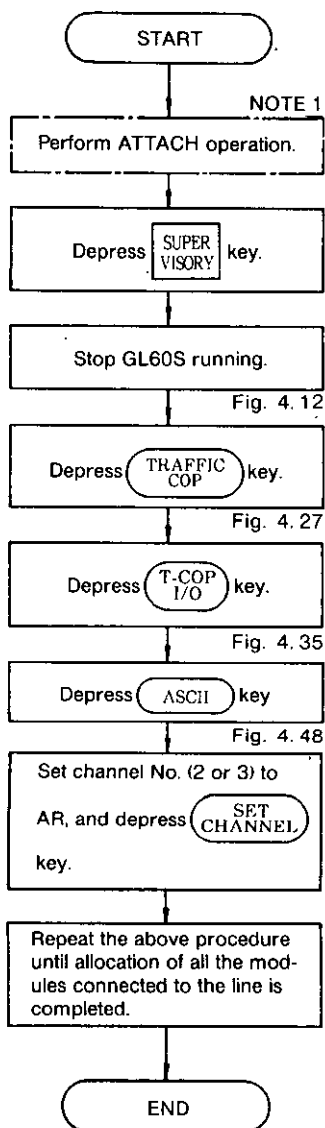 START
NOTE 1
Perform ATTACH operation.
Depress SUPER VISORY key.
Stop GL60S running.
Fig. 4.12
Depress TRAFFIC COP key.
Fig. 4.27
Depress T-COP I/O key.
Fig. 4.35
Depress ASCII key
Fig. 4.48
Set channel No. (2 or 3) to
AR, and depress SET CHANNEL
key.
Repeat the above procedure
until allocation of all the mod-
ules connected to the line is
completed.
END